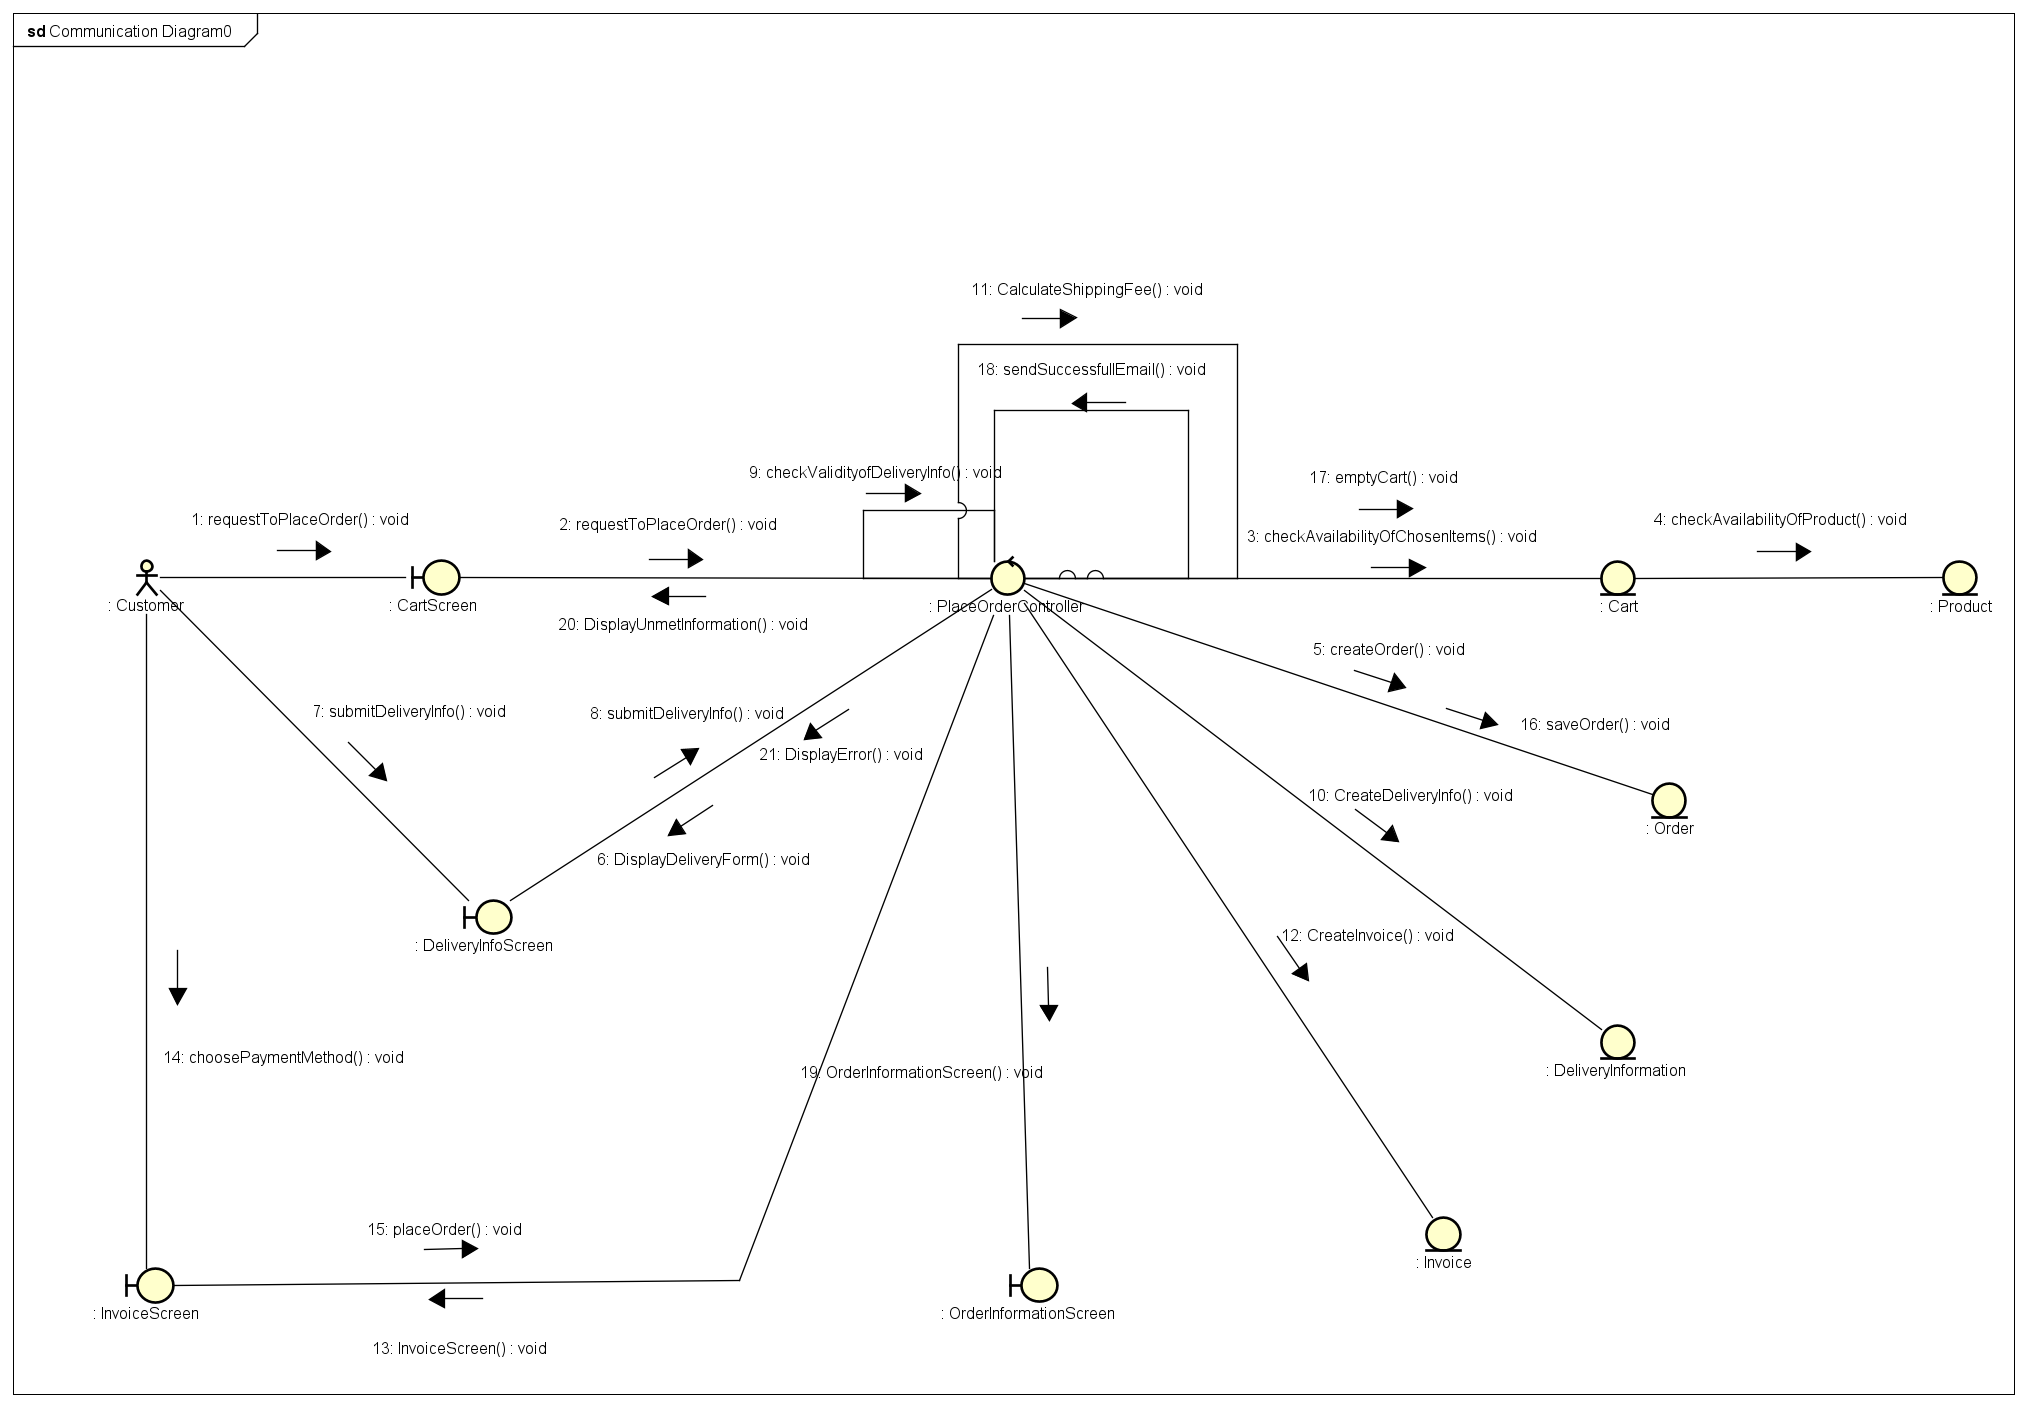 sd Communication Diagram0
11: CalculateShippingFee() : void
18: sendSuccessfullEmail() : void
9: checkValidityofDeliveryInfo() : void
17: emptyCart() : void
1: requestToPlaceOrder() : void
2: requestToPlaceOrder() : void
3: checkAvailabilityOfChosenItems() : void
4: checkAvailabilityOfProduct() : void
: Customer
: CartScreen
: PlaceOrderController
: Cart
: Product
20: DisplayUnmetInformation() : void
5: createOrder() : void
7: submitDeliveryInfo() : void
8: submitDeliveryInfo() : void
16: saveOrder() : void
21: DisplayError() : void
10: CreateDeliveryInfo() : void
: Order
6: DisplayDeliveryForm() : void
12: CreateInvoice() : void
: DeliveryInfoScreen
14: choosePaymentMethod() : void
19: OrderInformationScreen() : void
: DeliveryInformation
15: placeOrder() : void
: Invoice
: InvoiceScreen
: OrderInformationScreen
13: InvoiceScreen() : void